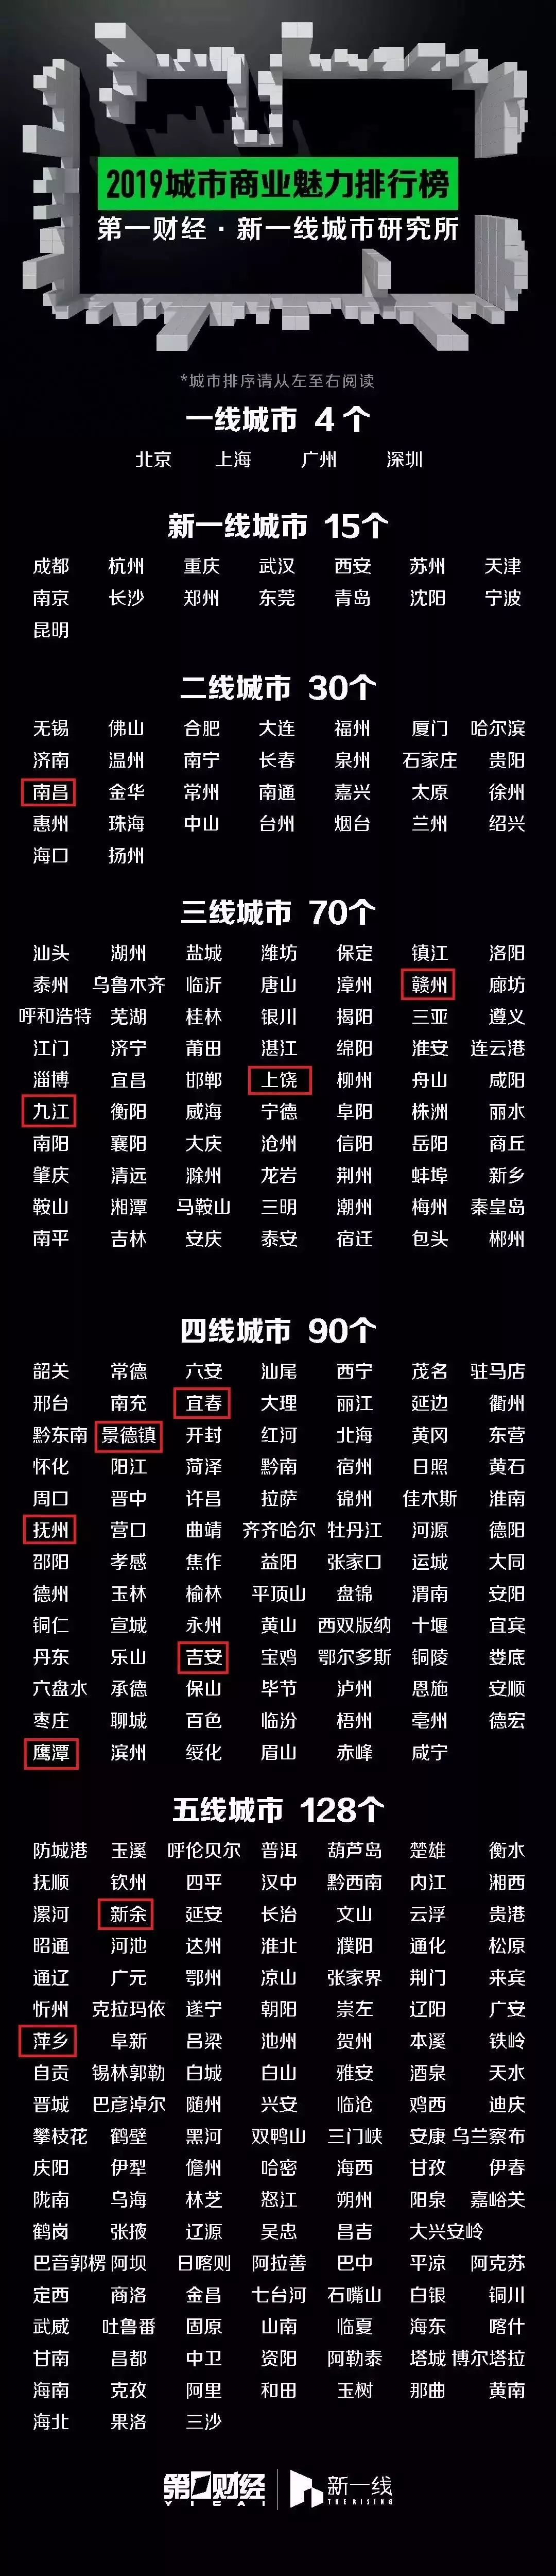 2019城市商业魅力排行榜
第一财经·新一线城市研究所
*城市排序请从左至右阅读
一线城市 4个
北京 上海 广州 深圳
新一线城市 15个
成都 杭州 重庆 武汉 西安 苏州 天津
南京 长沙 郑州 东莞 青岛 沈阳 宁波
昆明
二线城市 30个
无锡 佛山 合肥 大连 福州 厦门 哈尔滨
济南 温州 南宁 长春 泉州 石家庄 贵阳
南昌 金华 常州 南通 嘉兴 太原 徐州
惠州 珠海 中山 台州 烟台 兰州 绍兴
海口 扬州
三线城市 70个
汕头 湖州 盐城 潍坊 保定 镇江 洛阳
泰州 乌鲁木齐 临沂 唐山 漳州 赣州 廊坊
呼和浩特 芜湖 桂林 银川 揭阳 三亚 遵义
江门 济宁 莆田 湛江 绵阳 淮安 连云港
淄博 宜昌 邯郸 上饶 柳州 舟山 咸阳
九江 衡阳 威海 宁德 阜阳 株洲 丽水
南阳 襄阳 大庆 沧州 信阳 岳阳 商丘
肇庆 清远 滁州 龙岩 荆州 蚌埠 新乡
鞍山 湘潭 马鞍山 三明 潮州 梅州 秦皇岛
南平 吉林 安庆 泰安 宿迁 包头 郴州
四线城市 90个
韶关 常德 六安 汕尾 西宁 茂名 驻马店
邢台 南充 宜春 大理 丽江 延边 衢州
黔东南 景德镇 开封 红河 北海 黄冈 东营
怀化 阳江 菏泽 黔南 宿州 日照 黄石
周口 晋中 许昌 拉萨 锦州 佳木斯 淮南
抚州 营口 曲靖 齐齐哈尔 牡丹江 河源 德阳
邵阳 孝感 焦作 益阳 张家口 运城 大同
德州 玉林 榆林 平顶山 盘锦 渭南 安阳
铜仁 宣城 永州 黄山 西双版纳 十堰 宜宾
丹东 乐山 吉安 宝鸡 鄂尔多斯 铜陵 娄底
六盘水 承德 保山 毕节 泸州 恩施 安顺
枣庄 聊城 百色 临汾 梧州 亳州 德宏
鹰潭 滨州 绥化 眉山 赤峰 咸宁
五线城市 128个
防城港 玉溪 呼伦贝尔 普洱 葫芦岛 楚雄 衡水
抚顺 钦州 四平 汉中 黔西南 内江 湘西
漯河 新余 延安 长治 文山 云浮 贵港
昭通 河池 达州 淮北 濮阳 通化 松原
通辽 广元 鄂州 凉山 张家界 荆门 来宾
忻州 克拉玛依 遂宁 朝阳 崇左 辽阳 广安
萍乡 阜新 吕梁 池州 贺州 本溪 铁岭
自贡 锡林郭勒 白城 白山 雅安 酒泉 天水
晋城 巴彦淖尔 随州 兴安 临沧 鸡西 迪庆
攀枝花 鹤壁 黑河 双鸭山 三门峡 安康 乌兰察布
庆阳 伊犁 儋州 哈密 海西 甘孜 伊春
陇南 乌海 林芝 怒江 朔州 阳泉 嘉峪关
鹤岗 张掖 辽源 吴忠 昌吉 大兴安岭
巴音郭楞 阿坝 日喀则 阿拉善 巴中 平凉 阿克苏
定西 商洛 金昌 七台河 石嘴山 白银 铜川
武威 吐鲁番 固原 山南 临夏 海东 喀什
甘南 昌都 中卫 资阳 阿勒泰 塔城 博尔塔拉
海南 克孜 阿里 和田 玉树 那曲 黄南
海北 果洛 三沙
第一财经 新一线
YICAI THE RISING